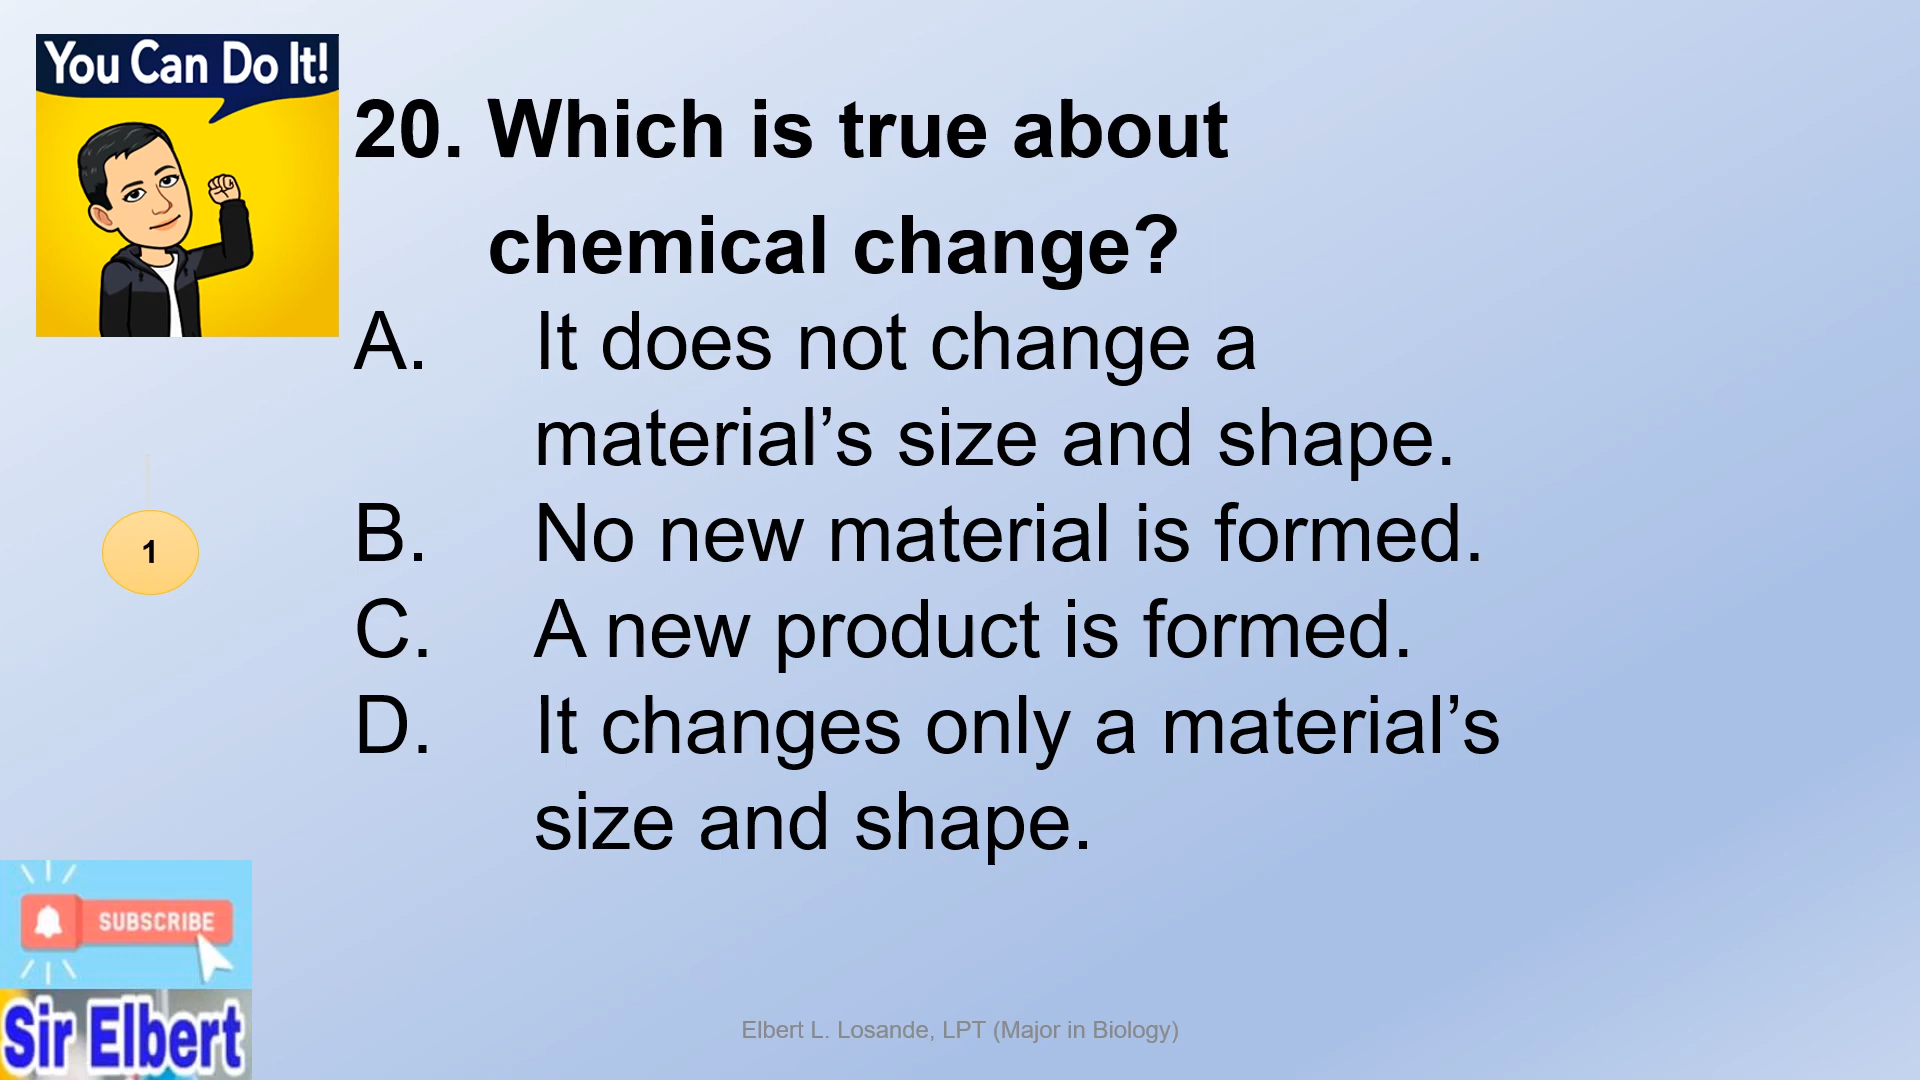 You Can Do It!
20. Which is true about
chemical change?
A. It does not change a
material’s size and shape.
B. No new material is formed.
C. A new product is formed.
D. It changes only a material’s
size and shape.
1
SUBSCRIBE
Sir Elbert
Elbert L. Losande, LPT (Major in Biology)